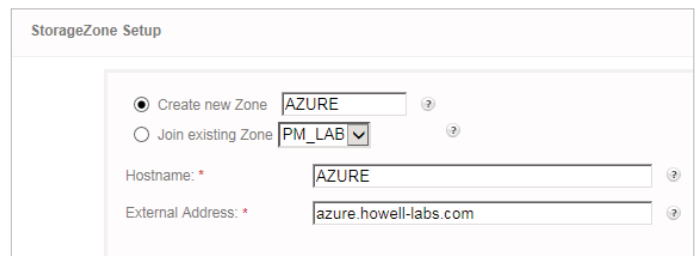 StorageZone Setup
Create new Zone AZURE ?
Join existing Zone PM_LAB ?
Hostname: * AZURE ?
External Address: * azure.howell-labs.com ?